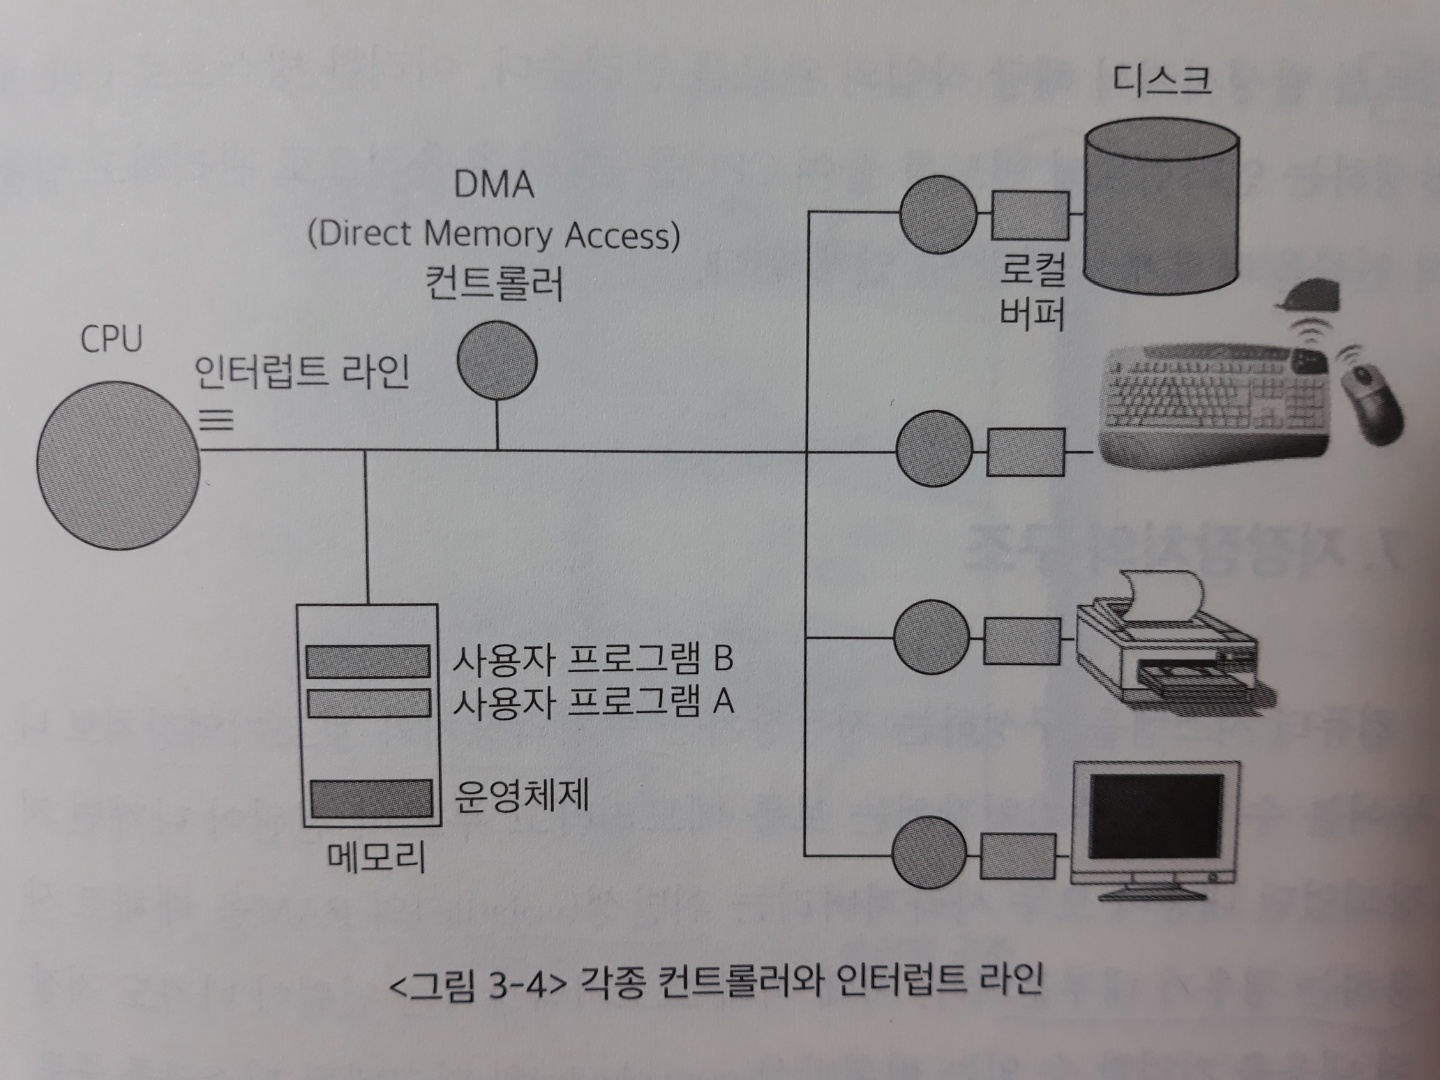 디스크
DMA
(Direct Memory Access)
컨트롤러
로컬
버퍼
CPU
인터럽트 라인
사용자 프로그램 B
사용자 프로그램 A
운영체제
메모리
<그림 3-4> 각종 컨트롤러와 인터럽트 라인